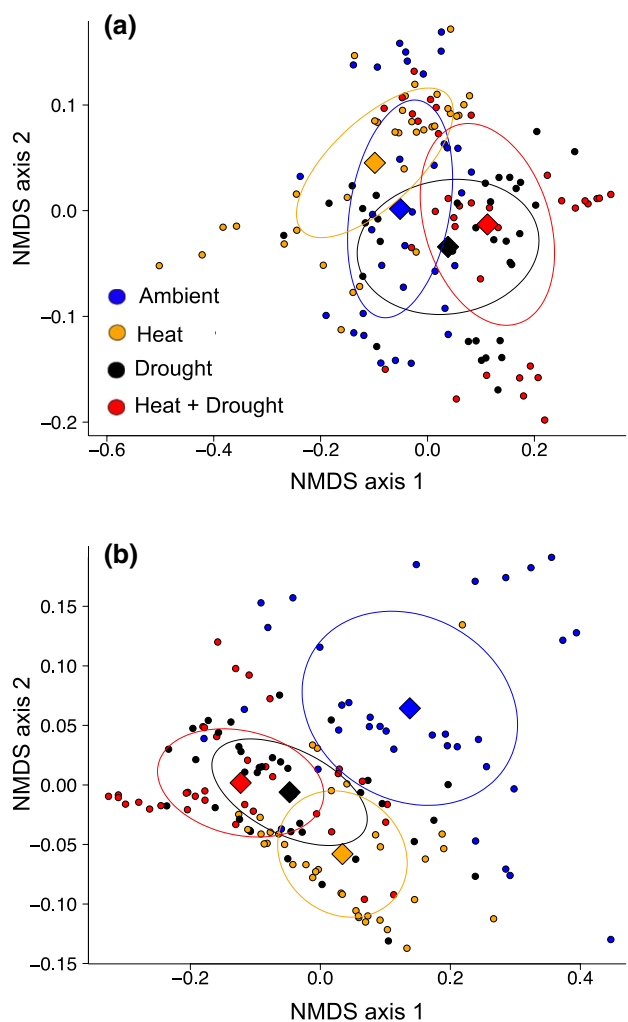 (a)
NMDS axis 2
0.1
0.0
−0.1
−0.2
Ambient
Heat
Drought
Heat + Drought
−0.6 −0.4 −0.2 0.0 0.2
NMDS axis 1
(b)
NMDS axis 2
0.15
0.10
0.05
0.00
−0.05
−0.10
−0.15
−0.2 0.0 0.2 0.4
NMDS axis 1